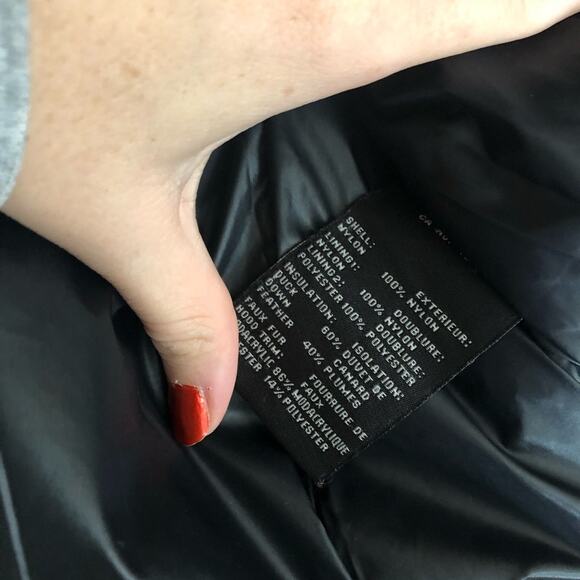 SHELL: EXTERIEUR:
NYLON 100% NYLON
LINING1: DOUBLURE:
NYLON 100% NYLON
LINING2: DOUBLURE:
POLYESTER 100% POLYESTER
INSULATION: ISOLATION:
DUCK 60% DUVET DE
DOWN CANARD
FEATHER 40% PLUMES
FAUX FUR FOURRURE DE
HOOD TRIM: FAUX
MODACRYLIC 86% MODACRYLIQUE
14% POLYESTER